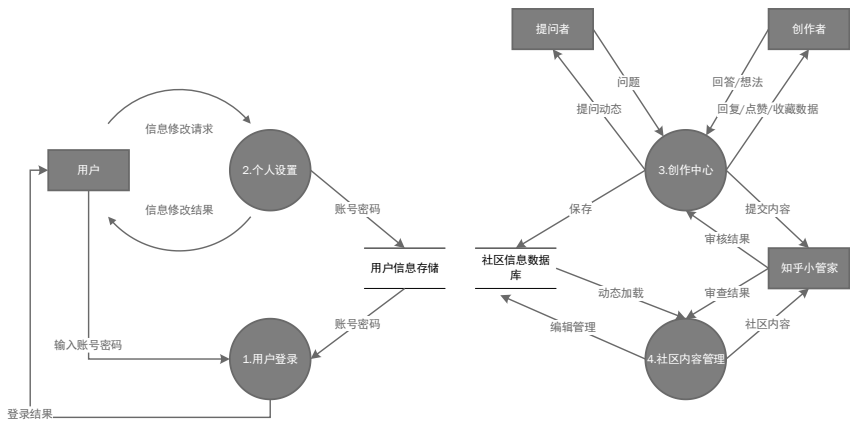 提问者
创作者
问题
回答/想法
提问动态
回复/点赞/收藏数据
信息修改请求
用户
2.个人设置
3.创作中心
信息修改结果
账号密码
保存
提交内容
审核结果
用户信息存储
社区信息数据
库
知乎小管家
动态加载
审查结果
账号密码
编辑管理
社区内容
输入账号密码
1.用户登录
4.社区内容管理
登录结果